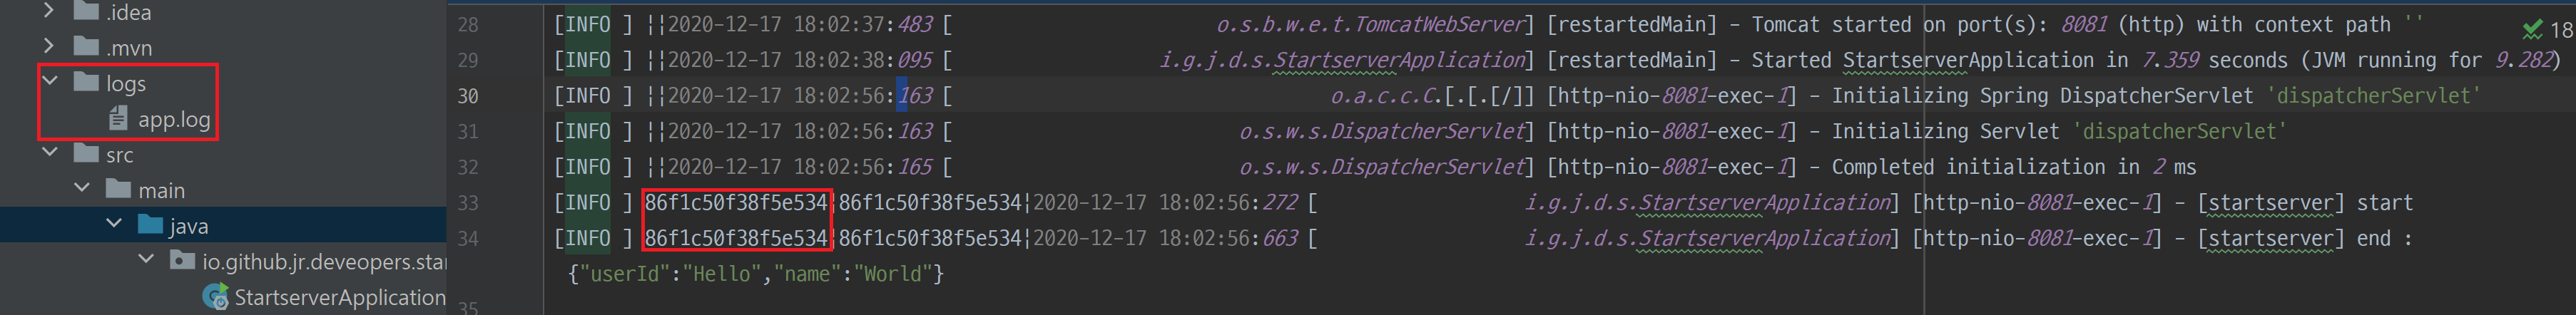 .idea
.mvn
logs
app.log
src
main
java
io.github.jr.deveopers.star
StartserverApplication
28 [INFO ] ¦¦2020-12-17 18:02:37:483 [ o.s.b.w.e.t.TomcatWebServer] [restartedMain] - Tomcat started on port(s): 8081 (http) with context path ''
29 [INFO ] ¦¦2020-12-17 18:02:38:095 [ i.g.j.d.s.StartserverApplication] [restartedMain] - Started StartserverApplication in 7.359 seconds (JVM running for 9.282)
30 [INFO ] ¦¦2020-12-17 18:02:56:163 [ o.a.c.c.C.[.[.[/]] [http-nio-8081-exec-1] - Initializing Spring DispatcherServlet 'dispatcherServlet'
31 [INFO ] ¦¦2020-12-17 18:02:56:163 [ o.s.w.s.DispatcherServlet] [http-nio-8081-exec-1] - Initializing Servlet 'dispatcherServlet'
32 [INFO ] ¦¦2020-12-17 18:02:56:165 [ o.s.w.s.DispatcherServlet] [http-nio-8081-exec-1] - Completed initialization in 2 ms
33 [INFO ] 86f1c50f38f5e534¦86f1c50f38f5e534¦2020-12-17 18:02:56:272 [ i.g.j.d.s.StartserverApplication] [http-nio-8081-exec-1] - [startserver] start
34 [INFO ] 86f1c50f38f5e534¦86f1c50f38f5e534¦2020-12-17 18:02:56:663 [ i.g.j.d.s.StartserverApplication] [http-nio-8081-exec-1] - [startserver] end :
{"userId":"Hello","name":"World"}
35
18